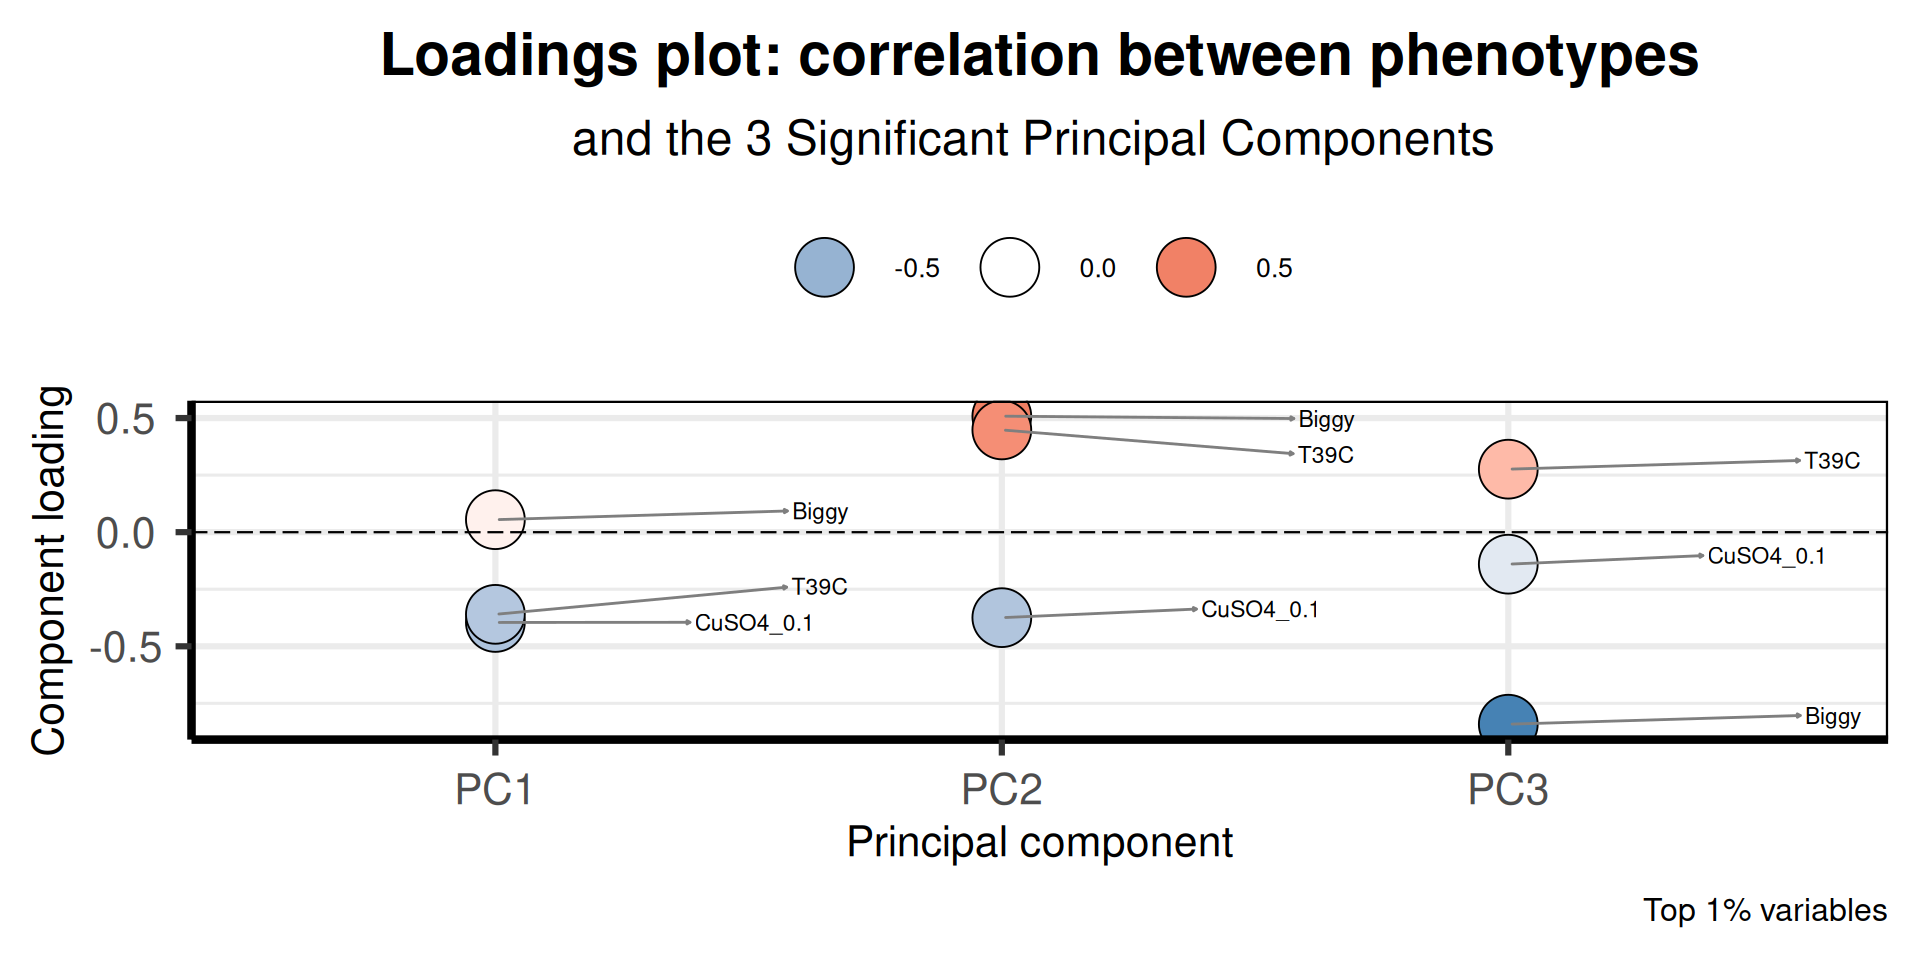 Loadings plot: correlation between phenotypes
and the 3 Significant Principal Components
-0.5 0.0 0.5
Component loading
0.5
0.0
-0.5
Biggy
T39C
CuSO4_0.1
Biggy
T39C
CuSO4_0.1
T39C
CuSO4_0.1
Biggy
PC1 PC2 PC3
Principal component
Top 1% variables